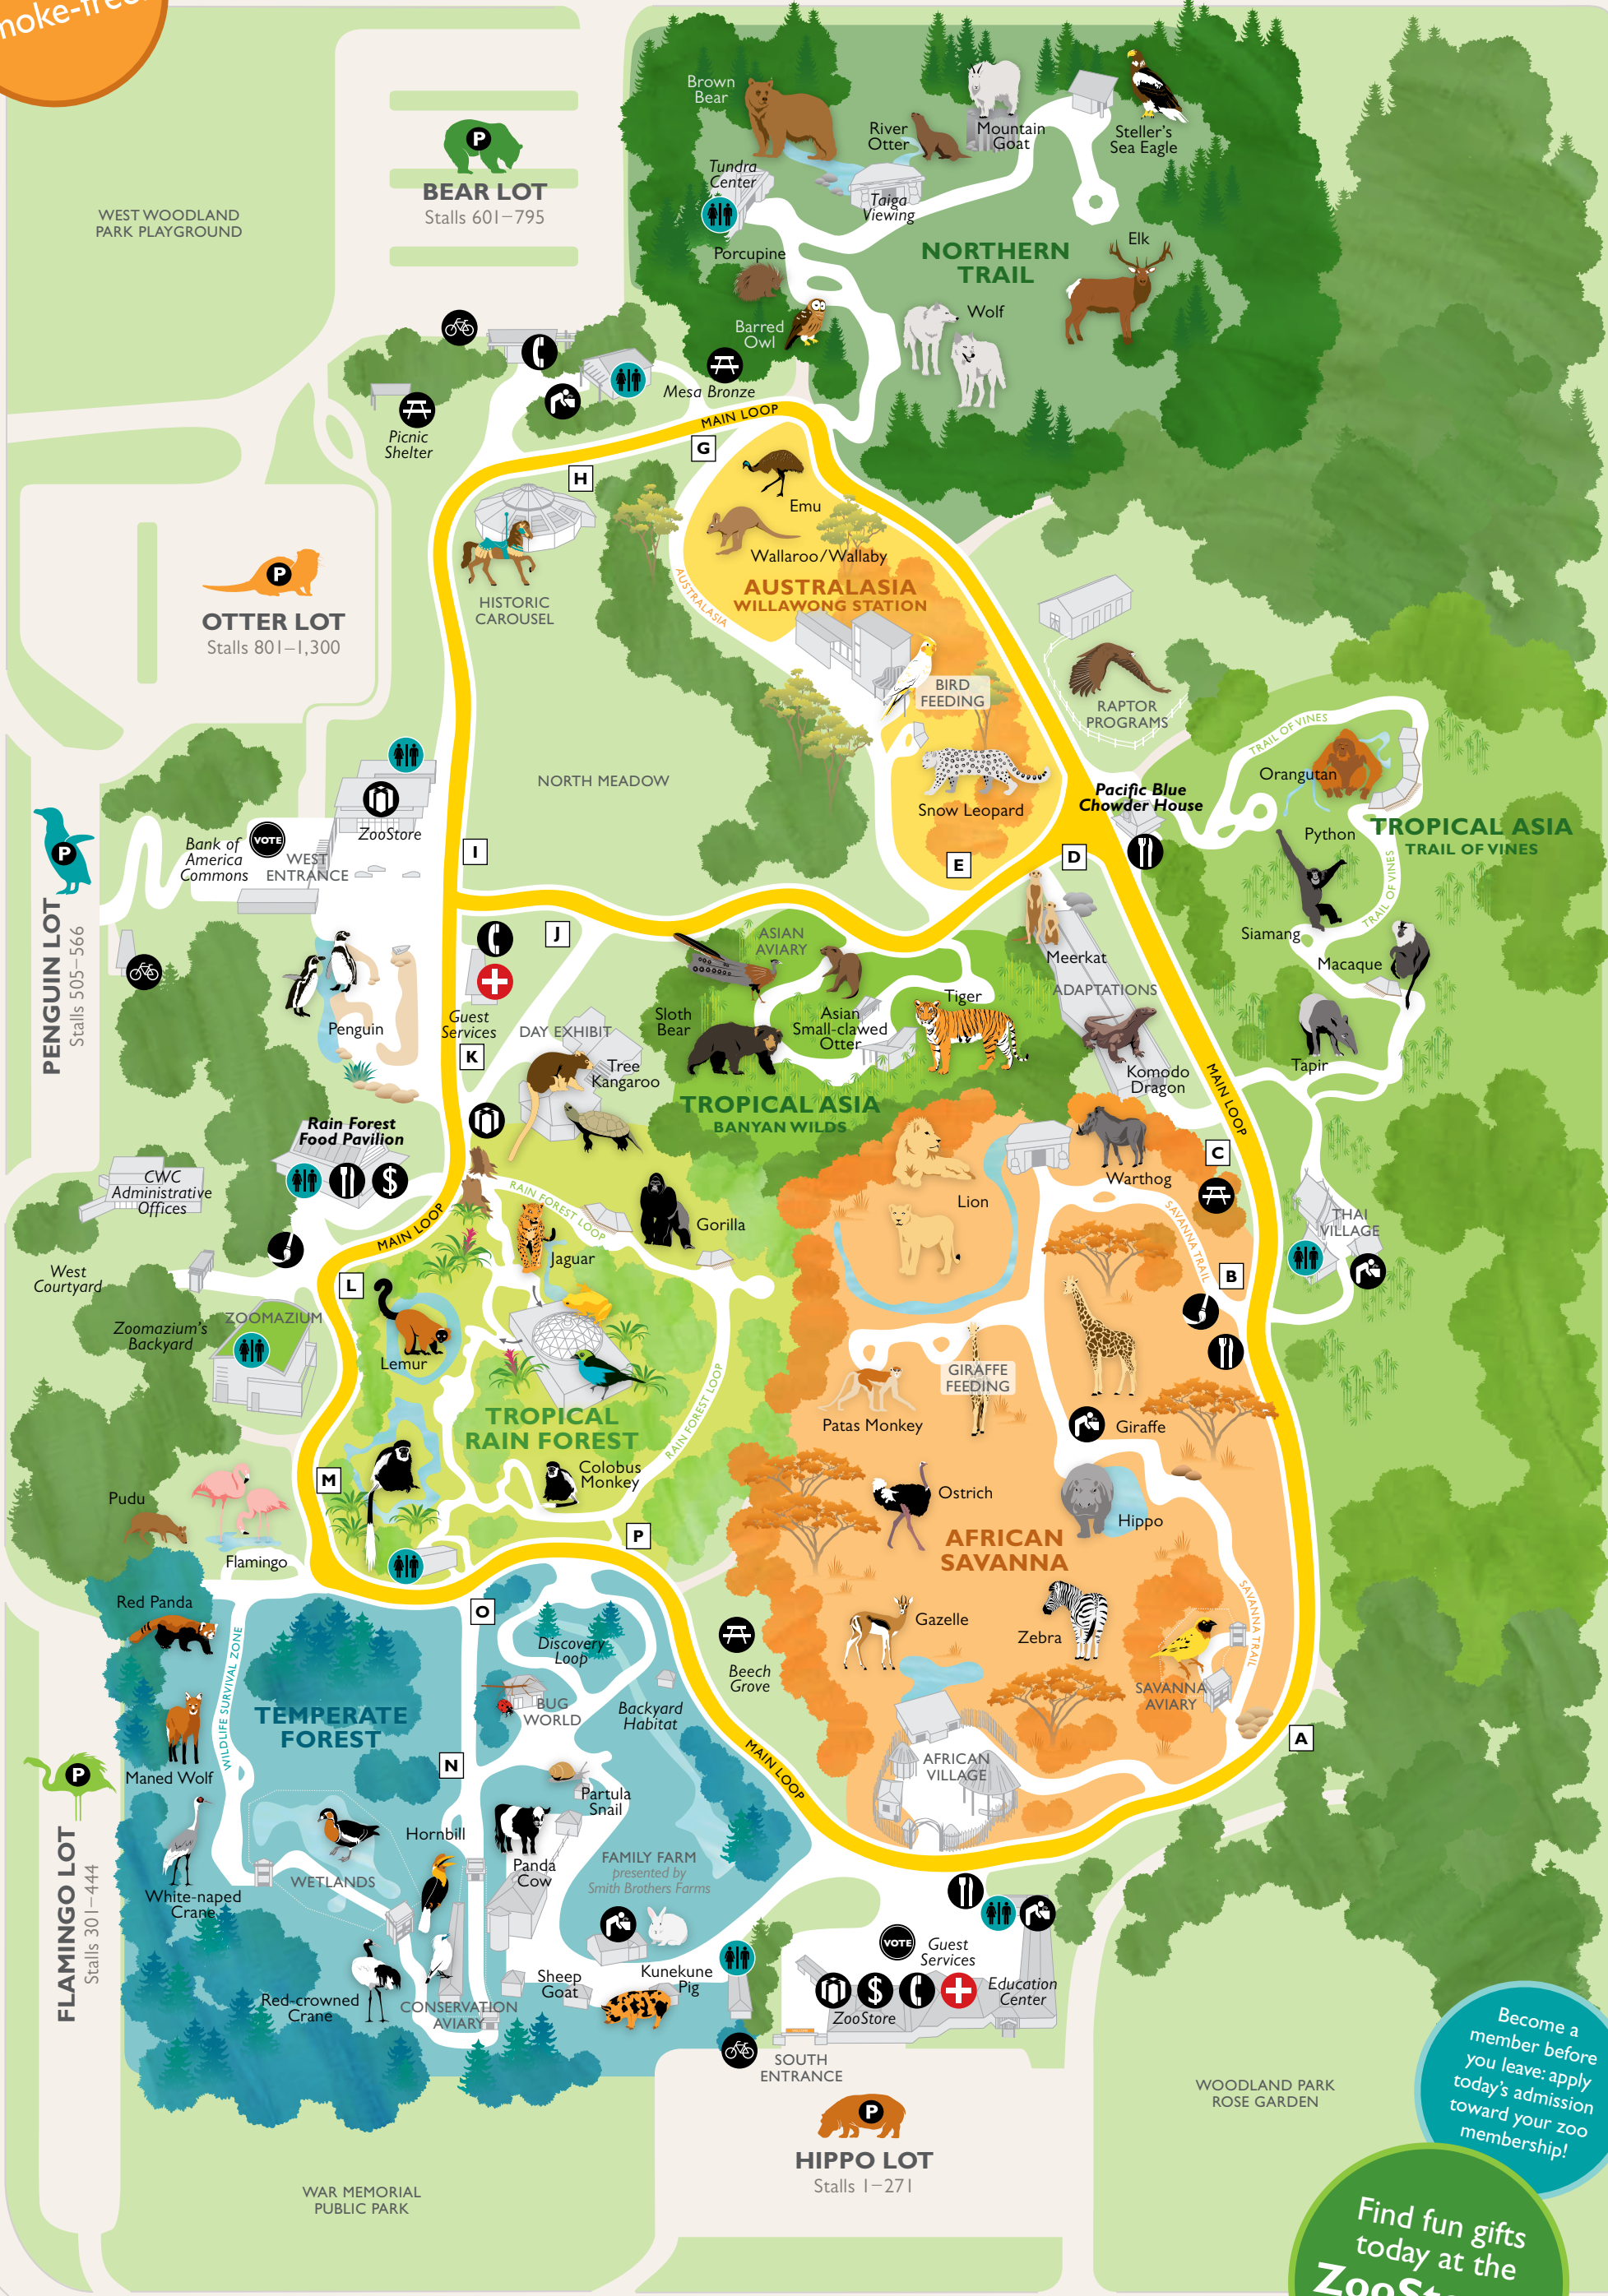 Brown
Bear
River
Otter
Mountain
Goat
Steller's
Sea Eagle
Tundra
Center
Taiga
Viewing
P
BEAR LOT
Stalls 601–795
WEST WOODLAND
PARK PLAYGROUND
Porcupine
NORTHERN
TRAIL
Elk
Wolf
Barred
Owl
Mesa Bronze
Picnic
Shelter
MAIN LOOP
G
H
Emu
Wallaroo/Wallaby
AUSTRALASIA
WILLAWONG STATION
AUSTRALASIA
HISTORIC
CAROUSEL
P
OTTER LOT
Stalls 801–1,300
BIRD
FEEDING
RAPTOR
PROGRAMS
TRAIL OF VINES
Orangutan
NORTH MEADOW
Snow Leopard
Pacific Blue
Chowder House
Python
TROPICAL ASIA
TRAIL OF VINES
TRAIL OF VINES
ZooStore
VOTE
Bank of
America
Commons
WEST
ENTRANCE
P
PENGUIN LOT
Stalls 505–566
I
E
D
J
ASIAN
AVIARY
Siamang
Macaque
Meerkat
ADAPTATIONS
Penguin
Guest
Services
K
DAY EXHIBIT
Tree
Kangaroo
Sloth
Bear
Asian
Small-clawed
Otter
Tiger
Tapir
Komodo
Dragon
MAIN LOOP
TROPICAL ASIA
BANYAN WILDS
Rain Forest
Food Pavilion
$
CWC
Administrative
Offices
MAIN LOOP
RAIN FOREST LOOP
Gorilla
Jaguar
Lion
Warthog
C
SAVANNA TRAIL
THAI
VILLAGE
B
West
Courtyard
L
ZOOMAZIUM
Zoomazium's
Backyard
Lemur
GIRAFFE
FEEDING
Patas Monkey
Giraffe
TROPICAL
RAIN FOREST
RAIN FOREST LOOP
Colobus
Monkey
M
Pudu
Flamingo
Ostrich
Hippo
AFRICAN
SAVANNA
P
O
Red Panda
WILDLIFE SURVIVAL ZONE
Discovery
Loop
Beech
Grove
Gazelle
Zebra
SAVANNA TRAIL
SAVANNA
AVIARY
TEMPERATE
FOREST
BUG
WORLD
Backyard
Habitat
Maned Wolf
N
MAIN LOOP
A
P
FLAMINGO LOT
Stalls 301–444
Partula
Snail
AFRICAN
VILLAGE
Hornbill
Panda
Cow
FAMILY FARM
presented by
Smith Brothers Farms
WETLANDS
White-naped
Crane
VOTE
Guest
Services
Sheep
Goat
Kunekune
Pig
$
ZooStore
Education
Center
Red-crowned
Crane
CONSERVATION
AVIARY
SOUTH
ENTRANCE
P
HIPPO LOT
Stalls 1–271
WOODLAND PARK
ROSE GARDEN
WAR MEMORIAL
PUBLIC PARK
Become a
member before
you leave: apply
today's admission
toward your zoo
membership!
Find fun gifts
today at the